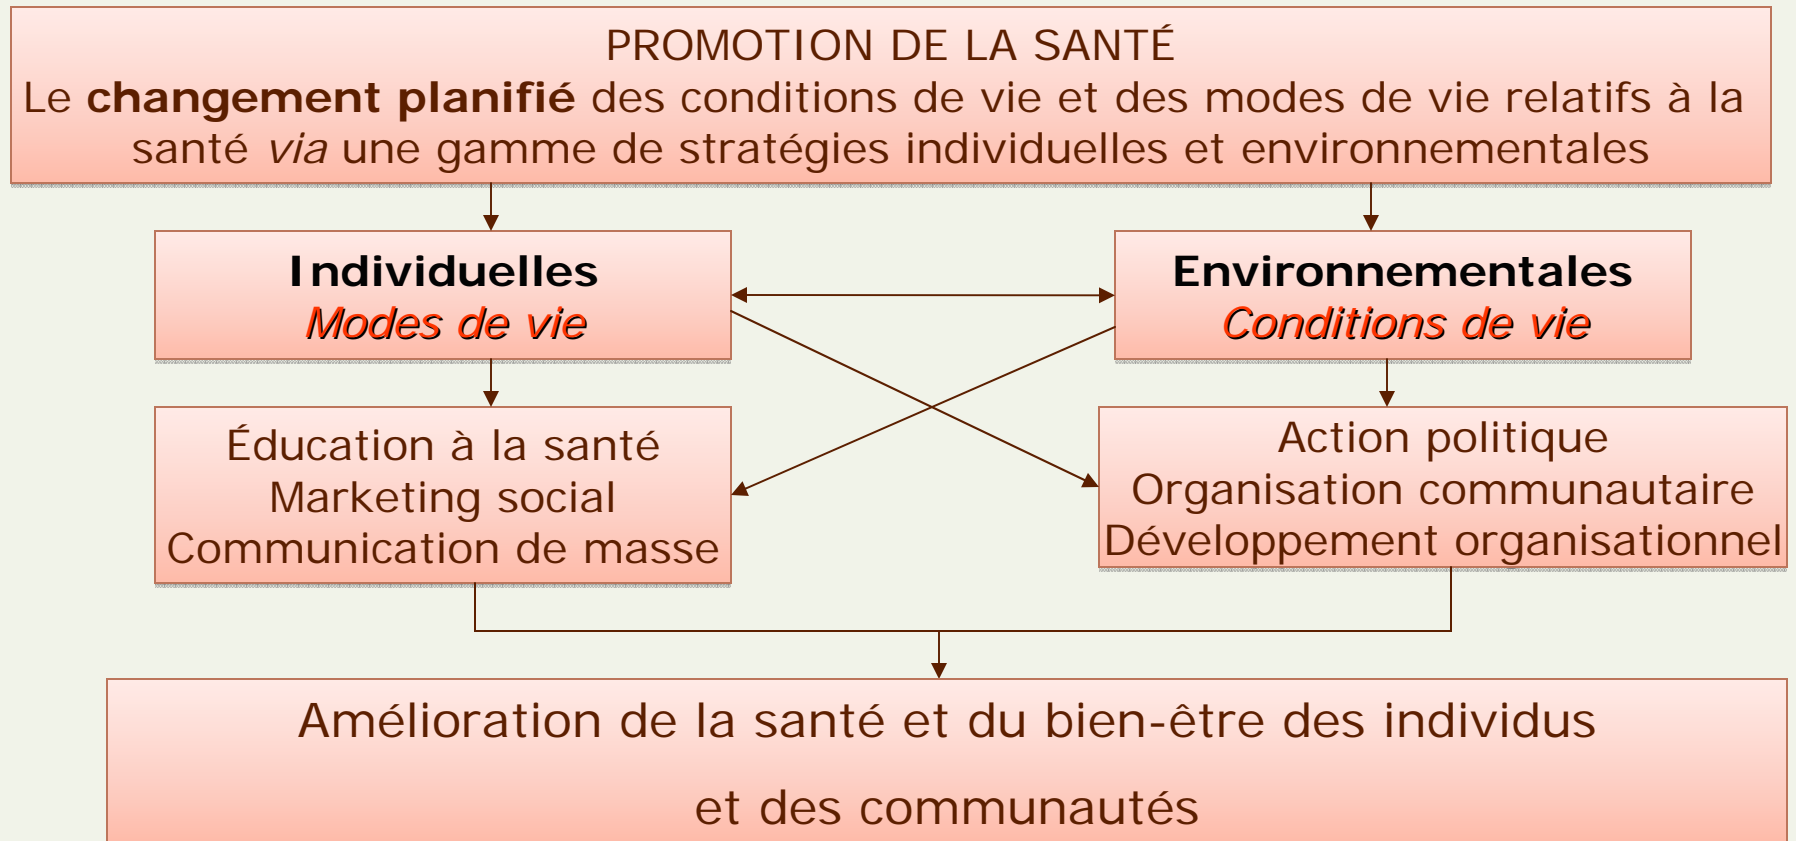 PROMOTION DE LA SANTÉ
Le changement planifié des conditions de vie et des modes de vie relatifs à la
santé via une gamme de stratégies individuelles et environnementales
Individuelles
Modes de vie
Environnementales
Conditions de vie
Éducation à la santé
Marketing social
Communication de masse
Action politique
Organisation communautaire
Développement organisationnel
Amélioration de la santé et du bien-être des individus
et des communautés